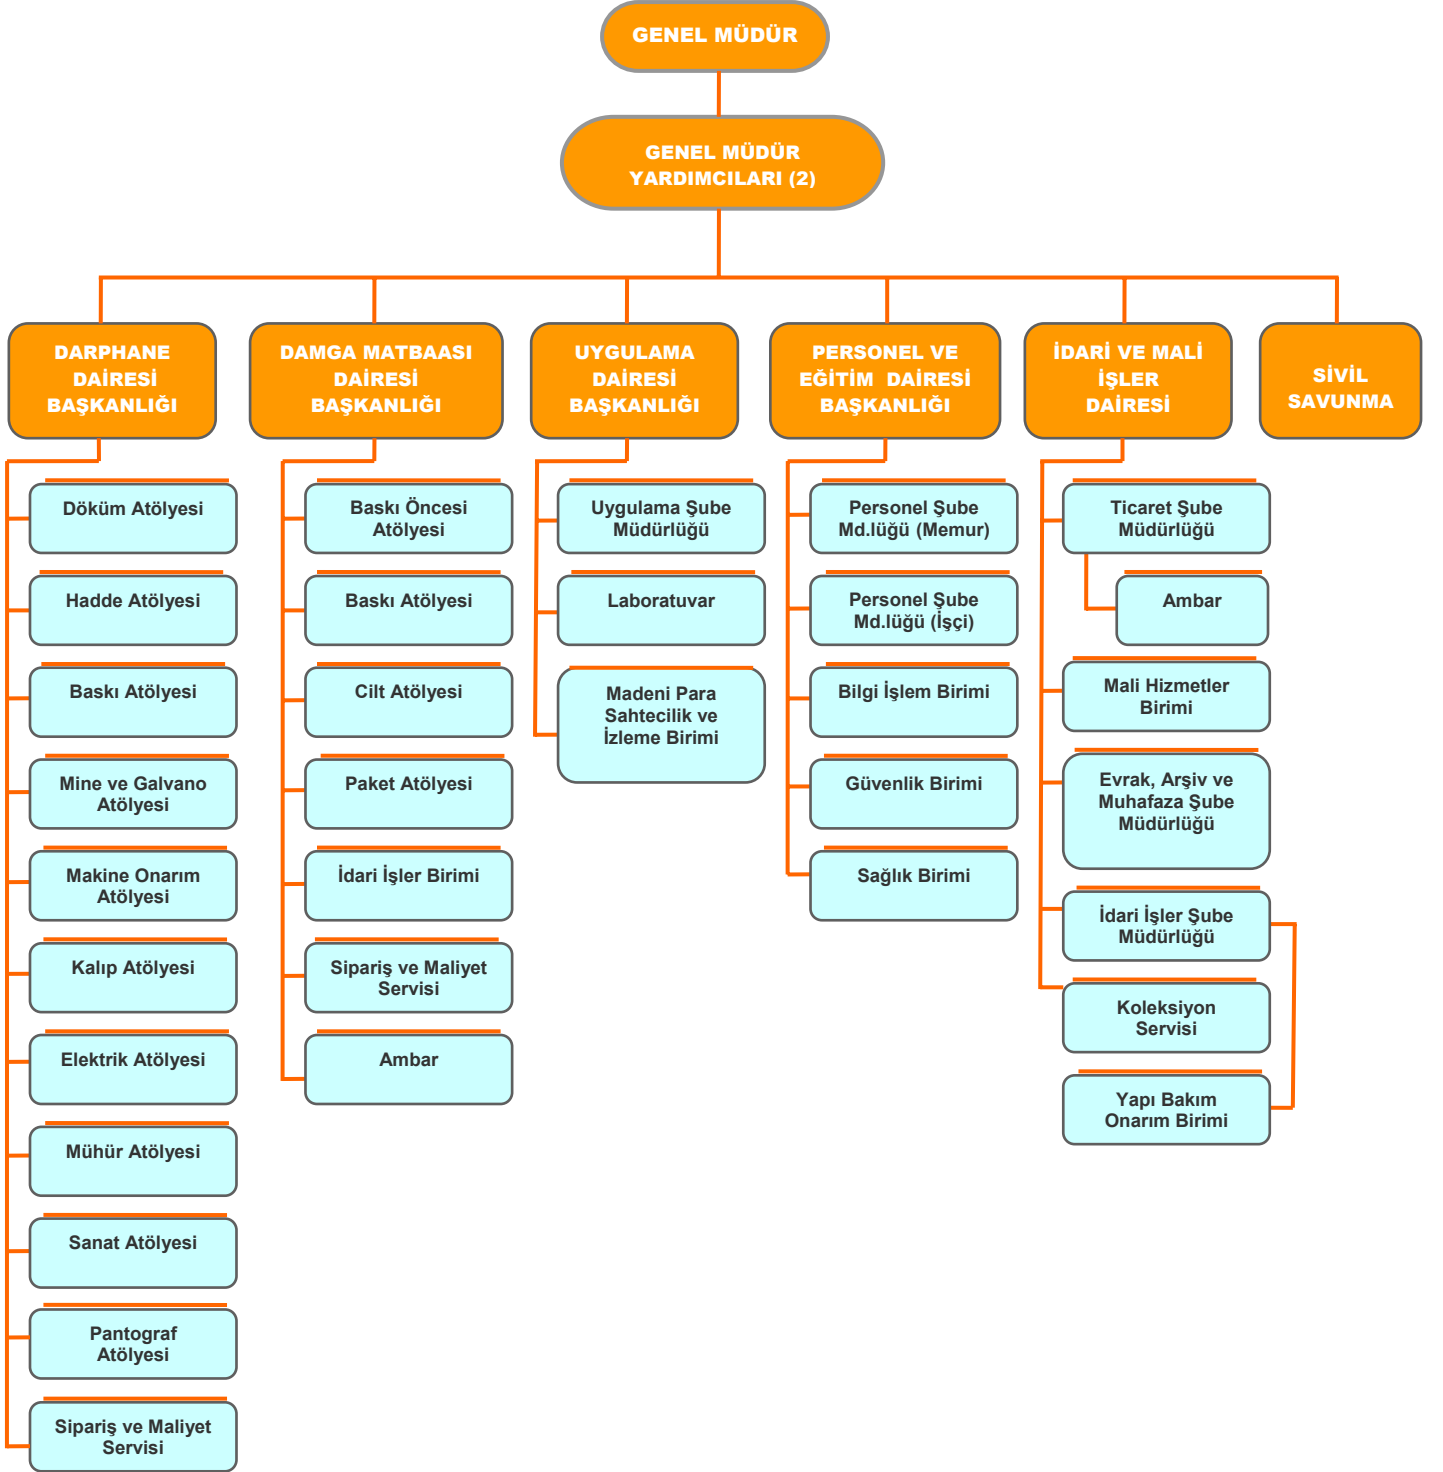 GENEL MÜDÜR
GENEL MÜDÜR
YARDIMCILARI (2)
DARPHANE
DAİRESİ
BAŞKANLIĞI
DAMGA MATBAASI
DAİRESİ
BAŞKANLIĞI
UYGULAMA
DAİRESİ
BAŞKANLIĞI
PERSONEL VE
EĞİTİM DAİRESİ
BAŞKANLIĞI
İDARİ VE MALİ
İŞLER
DAİRESİ
SİVİL
SAVUNMA
Döküm Atölyesi
Hadde Atölyesi
Baskı Atölyesi
Mine ve Galvano
Atölyesi
Makine Onarım
Atölyesi
Kalıp Atölyesi
Elektrik Atölyesi
Mühür Atölyesi
Sanat Atölyesi
Pantograf
Atölyesi
Sipariş ve Maliyet
Servisi
Baskı Öncesi
Atölyesi
Baskı Atölyesi
Cilt Atölyesi
Paket Atölyesi
İdari İşler Birimi
Sipariş ve Maliyet
Servisi
Ambar
Uygulama Şube
Müdürlüğü
Laboratuvar
Madeni Para
Sahtecilik ve
İzleme Birimi
Personel Şube
Md.lüğü (Memur)
Personel Şube
Md.lüğü (İşçi)
Bilgi İşlem Birimi
Güvenlik Birimi
Sağlık Birimi
Ticaret Şube
Müdürlüğü
Ambar
Mali Hizmetler
Birimi
Evrak, Arşiv ve
Muhafaza Şube
Müdürlüğü
İdari İşler Şube
Müdürlüğü
Koleksiyon
Servisi
Yapı Bakım
Onarım Birimi